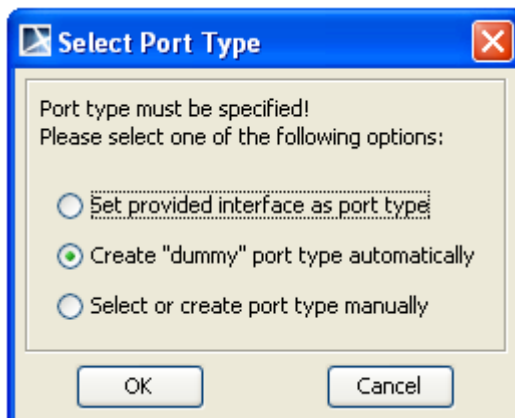 Select Port Type
Port type must be specified!
Please select one of the following options:
Set provided interface as port type
Create "dummy" port type automatically
Select or create port type manually
OK
Cancel